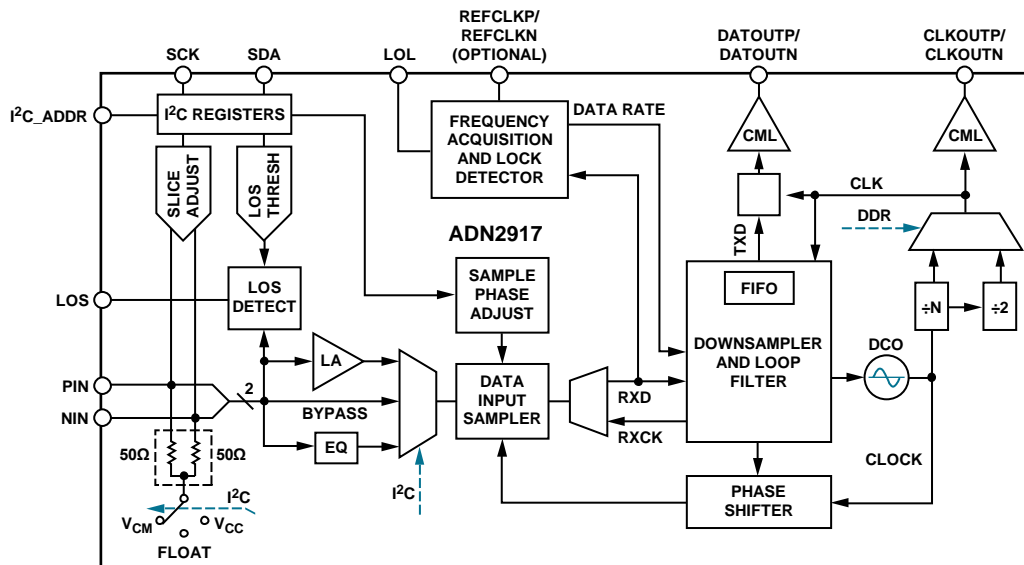 REFCLKP/
REFCLKN
(OPTIONAL)
DATOUTP/
DATOUTN
CLKOUTP/
CLKOUTN
SCK
SDA
LOL
I²C_ADDR
I²C REGISTERS
FREQUENCY
ACQUISITION
AND LOCK
DETECTOR
DATA RATE
CML
CML
SLICE
ADJUST
LOS
THRESH
CLK
DDR
TXD
ADN2917
LOS
LOS
DETECT
SAMPLE
PHASE
ADJUST
FIFO
÷N
÷2
DOWNSAMPLER
AND LOOP
FILTER
DCO
LA
PIN
NIN
2
BYPASS
DATA
INPUT
SAMPLER
RXD
RXCK
EQ
50Ω
50Ω
I²C
I²C
CLOCK
PHASE
SHIFTER
VCM
VCC
FLOAT